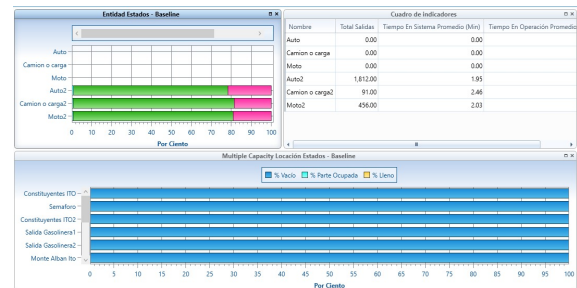 Entidad Estados - Baseline
Auto
Camion o carga
Moto
Auto2
Camion o carga2
Moto2
0 10 20 30 40 50 60 70 80 90 100
Por Ciento
Cuadro de Indicadores
Nombre Total Salidas Tiempo En Sistema Promedio (Min) Tiempo En Operación Promedio
Auto 0.00 0.00
Camion o carga 0.00 0.00
Moto 0.00 0.00
Auto2 1,812.00 1.95
Camion o carga2 91.00 2.46
Moto2 456.00 2.03
Multiple Capacity Locación Estados - Baseline
% Vacío % Parte Ocupada % Lleno
Constituyentes ITO
Semaforo
Constituyentes ITO2
Salida Gasolinera1
Salida Gasolinera2
Monte Alban Ito
0 5 10 15 20 25 30 35 40 45 50 55 60 65 70 75 80 85 90 95 100
Por Ciento